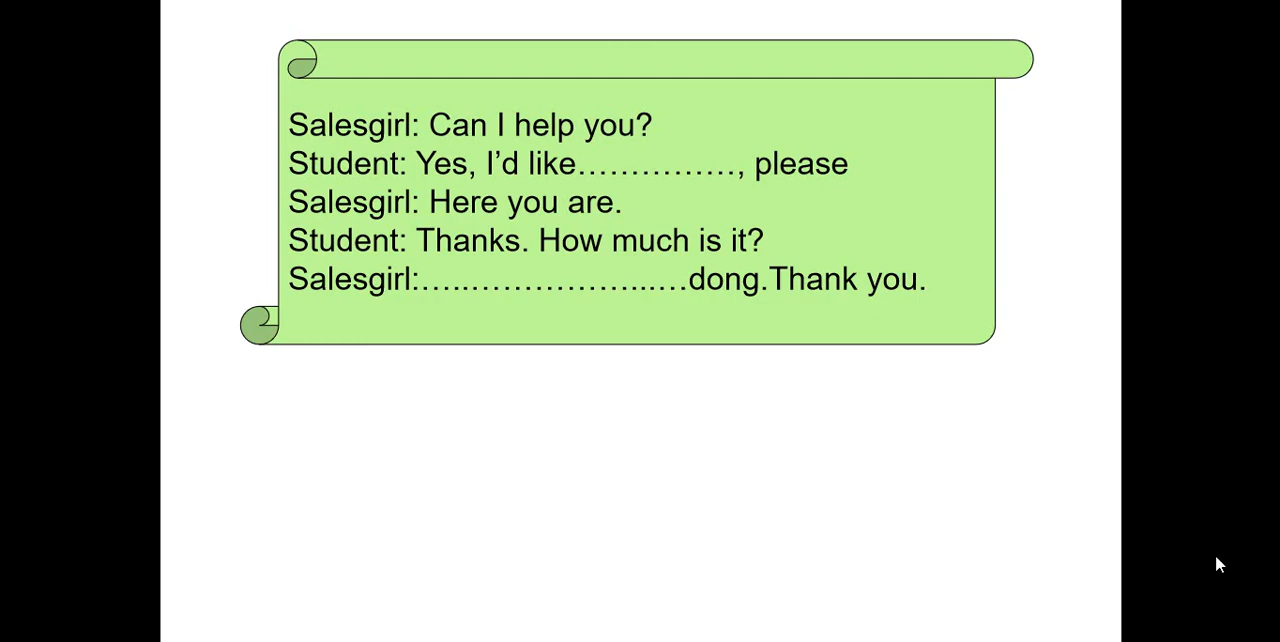 Salesgirl: Can I help you?
Student: Yes, I’d like……………, please
Salesgirl: Here you are.
Student: Thanks. How much is it?
Salesgirl:…..……………..…dong.Thank you.